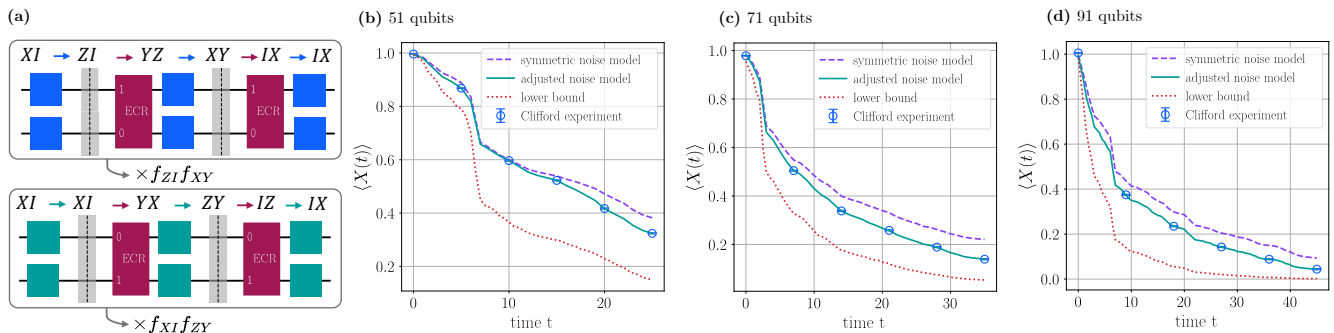 (a)
XI → ZI → YZ → XY → IX → IX
1
ECR
0
1
ECR
0
× f_{ZI} f_{XY}
XI → XI → YX → ZY → IZ → IX
0
ECR
1
0
ECR
1
× f_{XI} f_{ZY}
(b) 51 qubits
symmetric noise model
adjusted noise model
lower bound
Clifford experiment
⟨X(t)⟩
1.0
0.8
0.6
0.4
0.2
0
10
20
time t
(c) 71 qubits
symmetric noise model
adjusted noise model
lower bound
Clifford experiment
⟨X(t)⟩
1.0
0.8
0.6
0.4
0.2
0
10
20
30
time t
(d) 91 qubits
symmetric noise model
adjusted noise model
lower bound
Clifford experiment
⟨X(t)⟩
1.0
0.8
0.6
0.4
0.2
0.0
0
10
20
30
40
time t